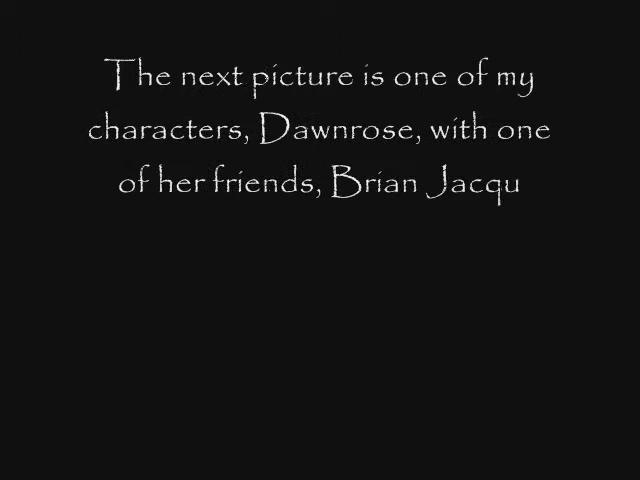 The next picture is one of my
characters, Dawnrose, with one
of her friends, Brian Jacqu